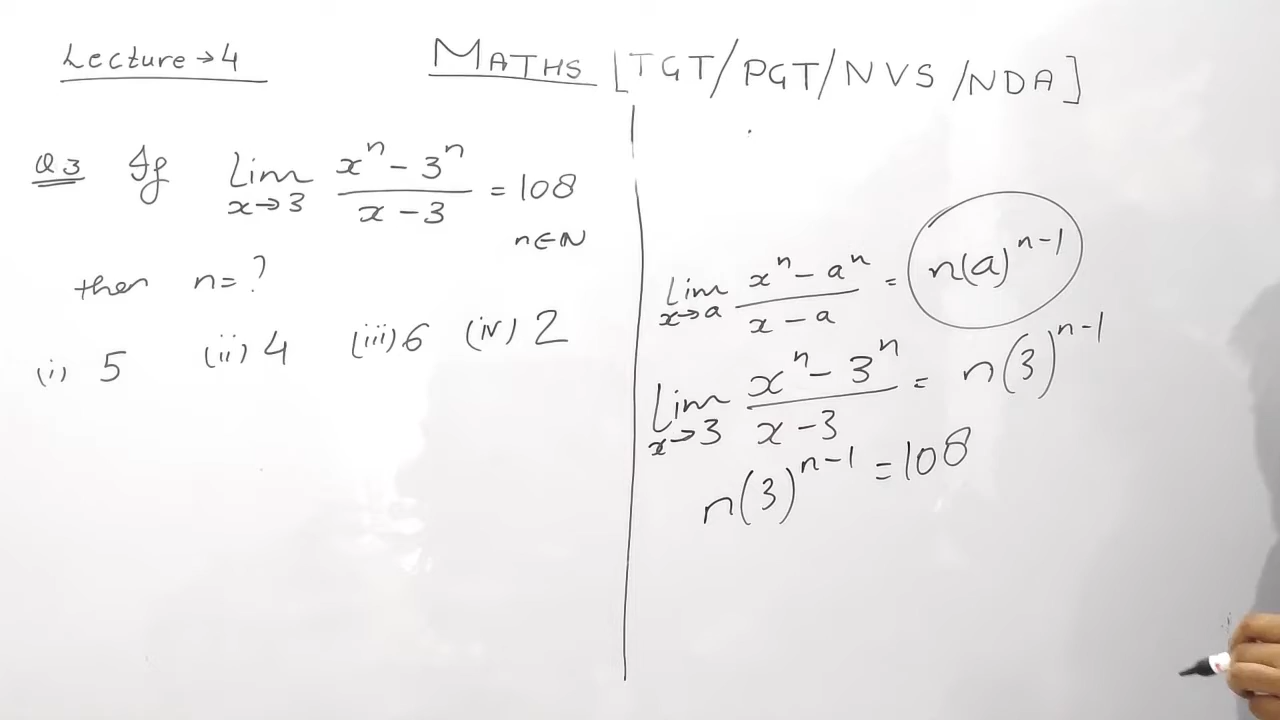 Lecture → 4
MATHS [TGT/PGT/NVS/NDA]
Q3 If Lim x→3 (x^n - 3^n)/(x - 3) = 108
n∈N
then n = ?
(i) 5 (ii) 4 (iii) 6 (iv) 2
Lim x→a (x^n - a^n)/(x - a) = n(a)^(n-1)
Lim x→3 (x^n - 3^n)/(x - 3) = n(3)^(n-1)
n(3)^(n-1) = 108